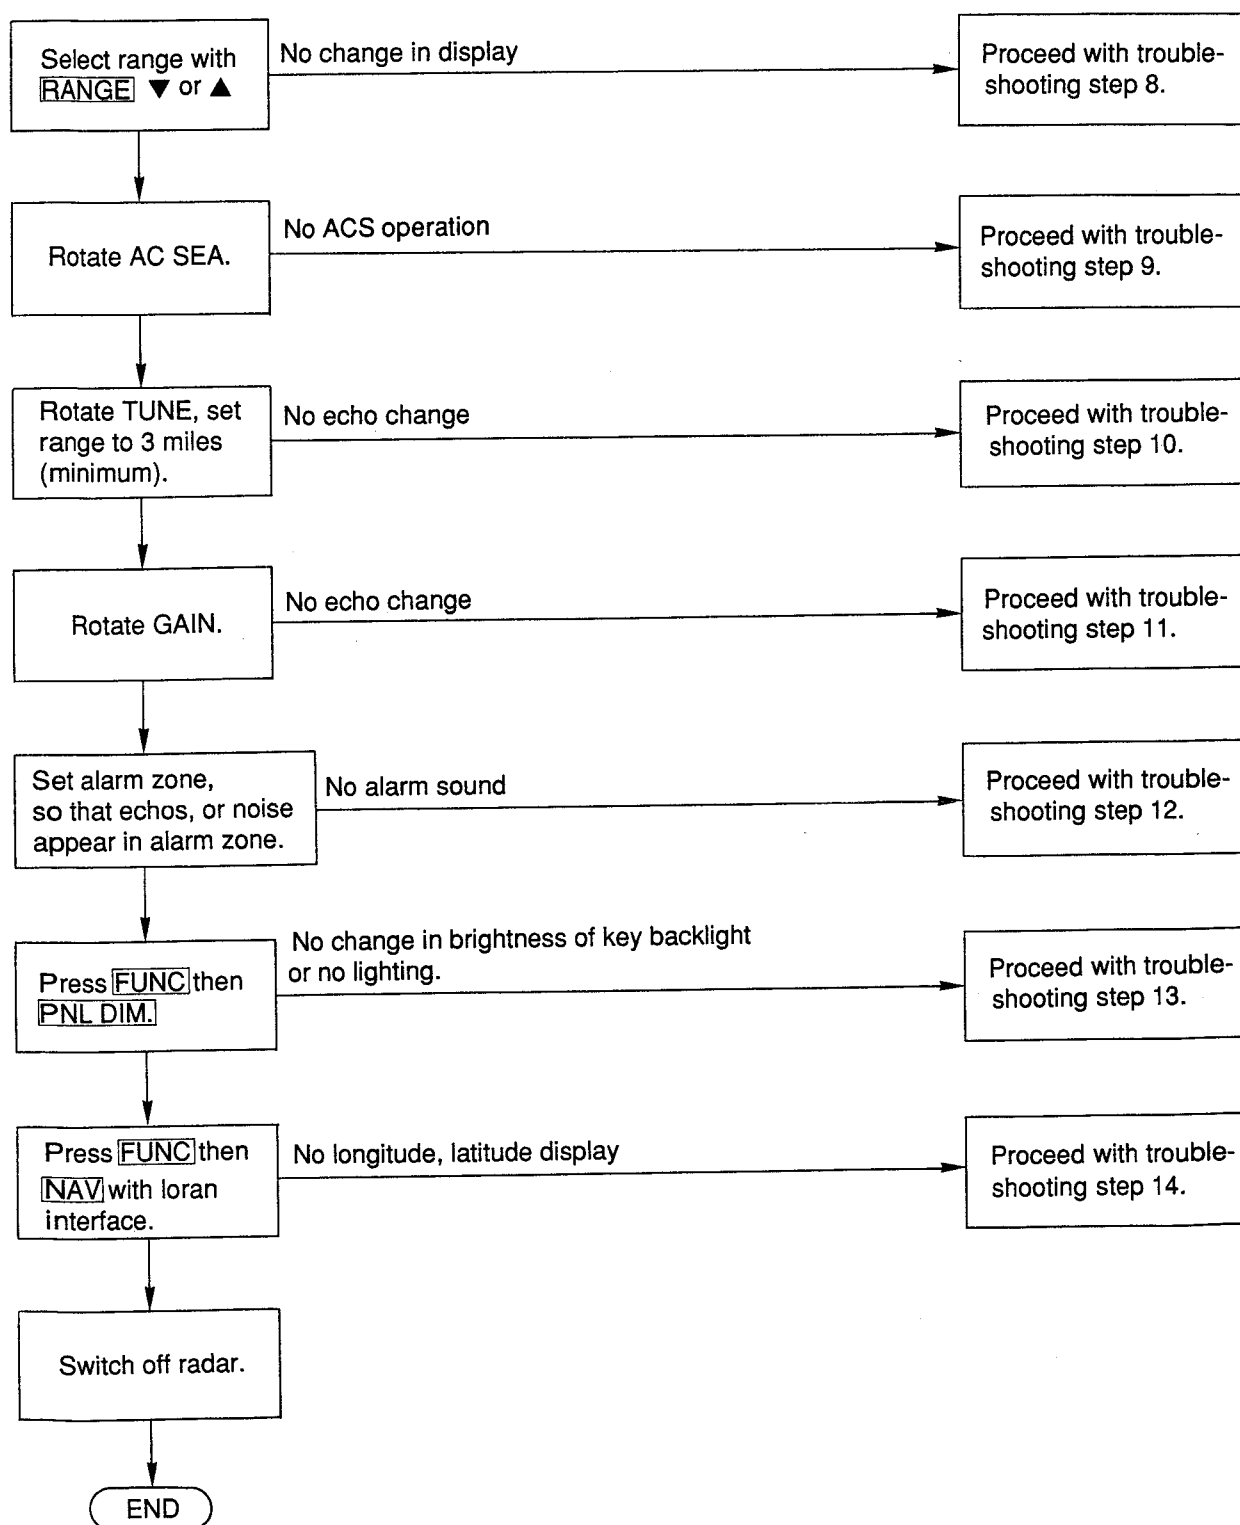 Select range with
RANGE ▼ or ▲
No change in display
Proceed with trouble-
shooting step 8.
Rotate AC SEA.
No ACS operation
Proceed with trouble-
shooting step 9.
Rotate TUNE, set
range to 3 miles
(minimum).
No echo change
Proceed with trouble-
shooting step 10.
Rotate GAIN.
No echo change
Proceed with trouble-
shooting step 11.
Set alarm zone,
so that echos, or noise
appear in alarm zone.
No alarm sound
Proceed with trouble-
shooting step 12.
Press FUNC then
PNL DIM.
No change in brightness of key backlight
or no lighting.
Proceed with trouble-
shooting step 13.
Press FUNC then
NAV with loran
interface.
No longitude, latitude display
Proceed with trouble-
shooting step 14.
Switch off radar.
END